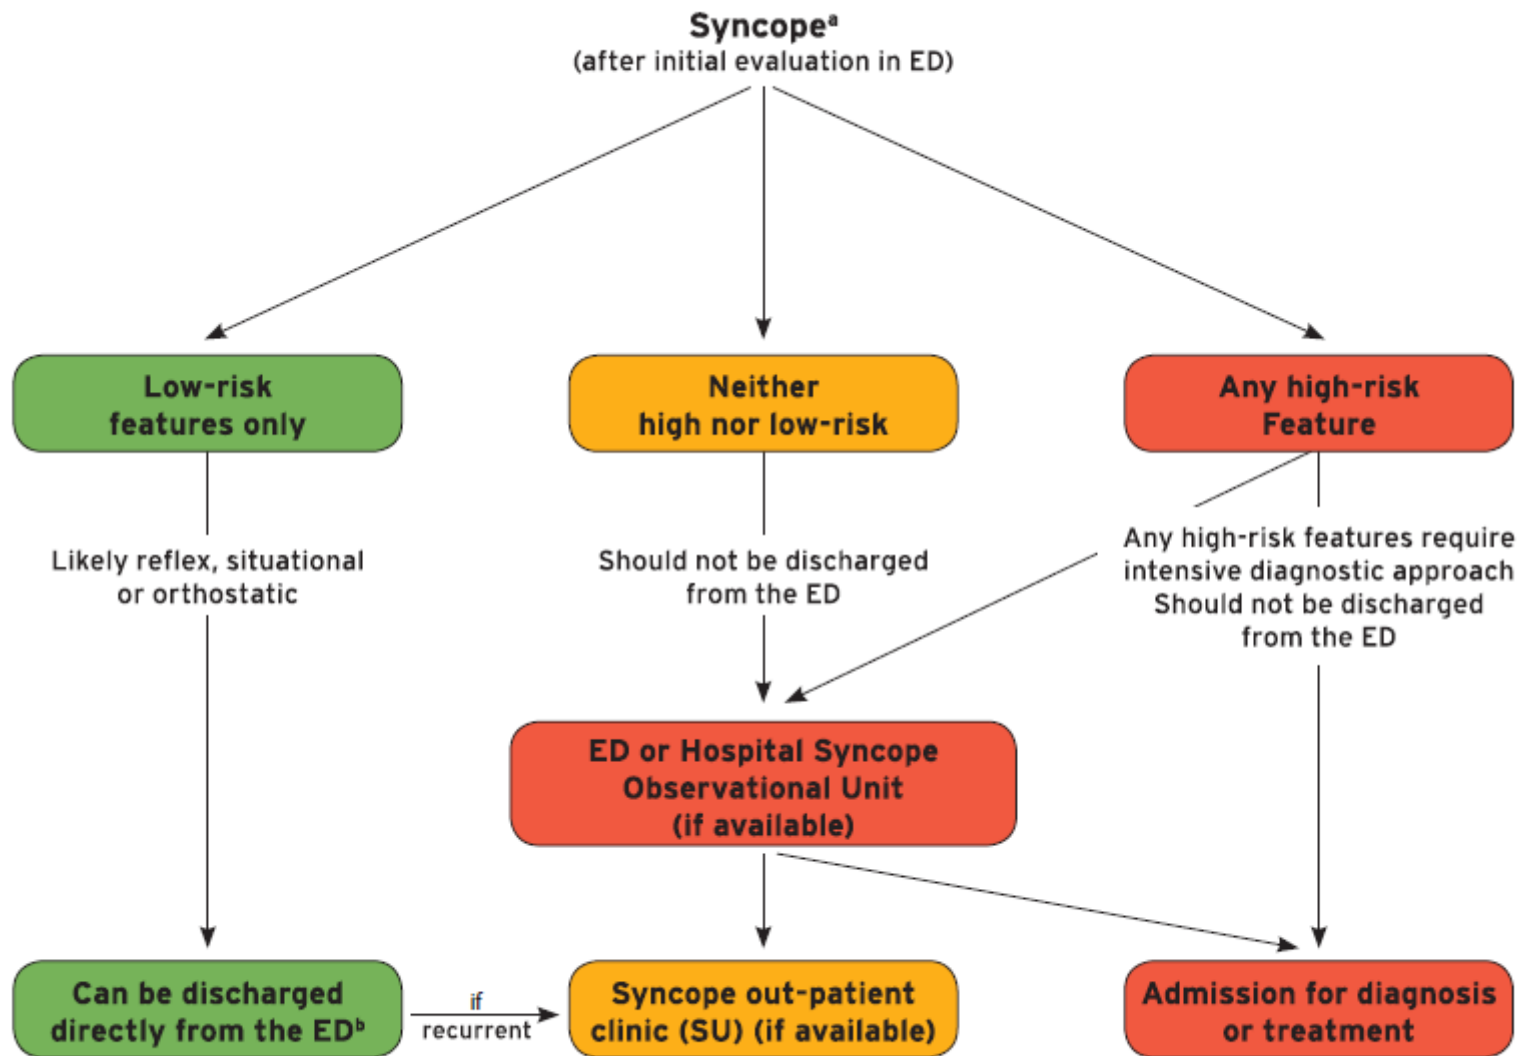 Syncopeᵃ
(after initial evaluation in ED)
Low-risk
features only
Neither
high nor low-risk
Any high-risk
Feature
Likely reflex, situational
or orthostatic
Should not be discharged
from the ED
Any high-risk features require
intensive diagnostic approach
Should not be discharged
from the ED
ED or Hospital Syncope
Observational Unit
(if available)
Can be discharged
directly from the EDᵇ
if
recurrent
Syncope out-patient
clinic (SU) (if available)
Admission for diagnosis
or treatment